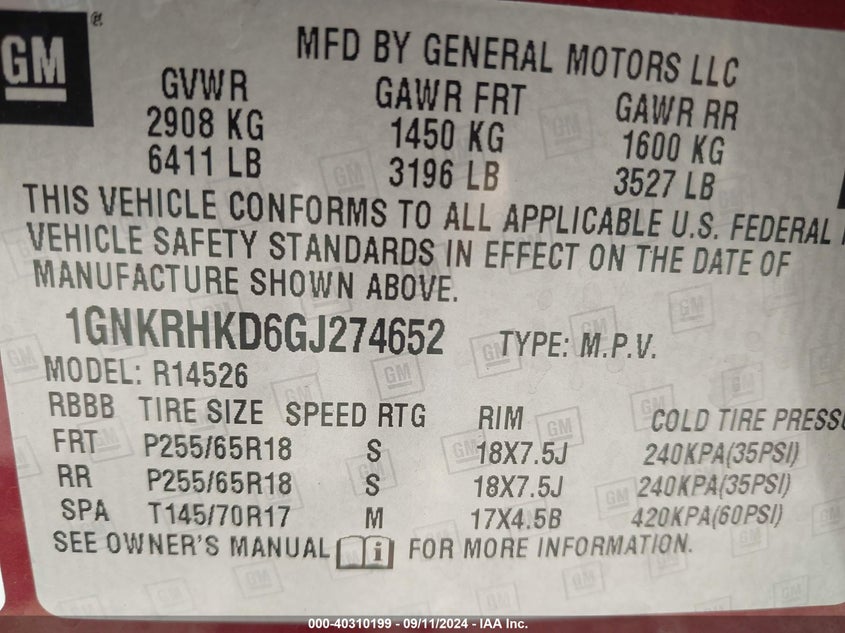 GM ®
MFD BY GENERAL MOTORS LLC
GVWR GAWR FRT GAWR RR
2908 KG 1450 KG 1600 KG
6411 LB 3196 LB 3527 LB
THIS VEHICLE CONFORMS TO ALL APPLICABLE U.S. FEDERAL
VEHICLE SAFETY STANDARDS IN EFFECT ON THE DATE OF
MANUFACTURE SHOWN ABOVE.
1GNKRHKD6GJ274652 TYPE: M.P.V.
MODEL: R14526
RBBB TIRE SIZE SPEED RTG RIM COLD TIRE PRESSU
FRT P255/65R18 S 18X7.5J 240KPA(35PSI)
RR P255/65R18 S 18X7.5J 240KPA(35PSI)
SPA T145/70R17 M 17X4.5B 420KPA(60PSI)
SEE OWNER'S MANUAL i FOR MORE INFORMATION.
000-40310199 - 09/11/2024 - IAA Inc.